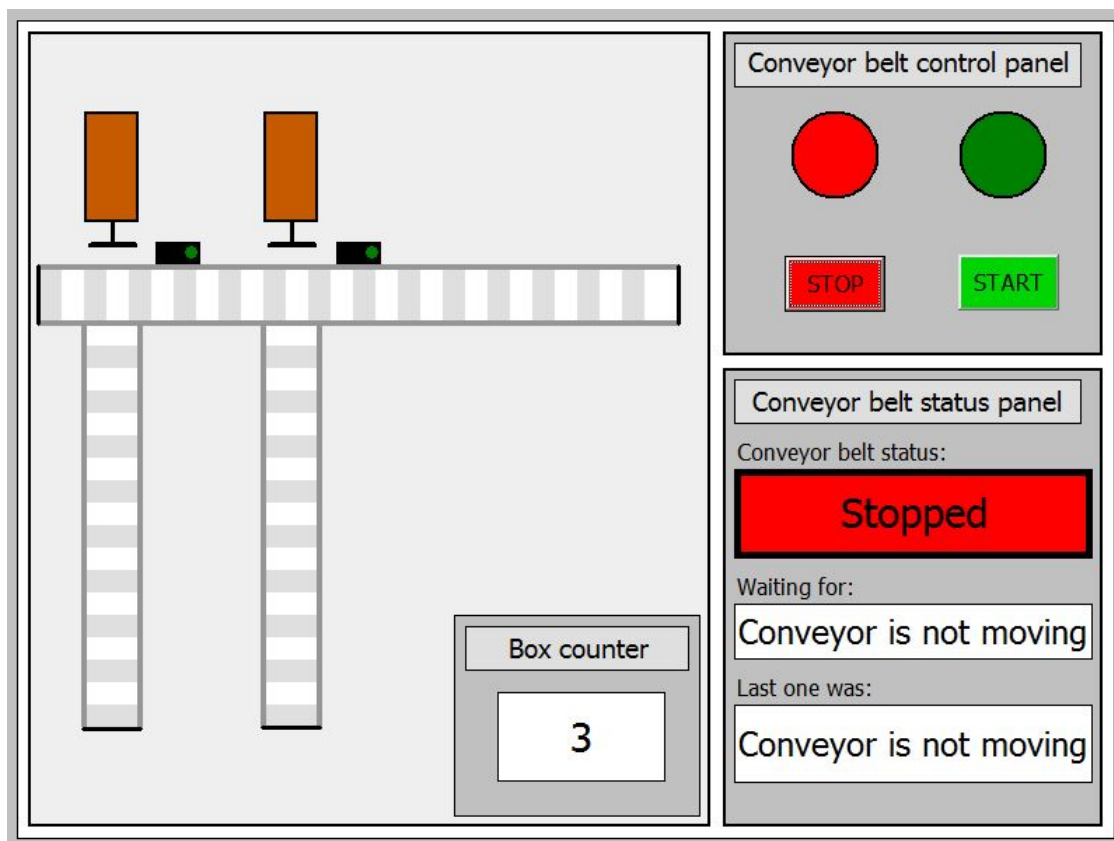 Conveyor belt control panel
STOP
START
Conveyor belt status panel
Conveyor belt status:
Stopped
Waiting for:
Conveyor is not moving
Last one was:
Conveyor is not moving
Box counter
3